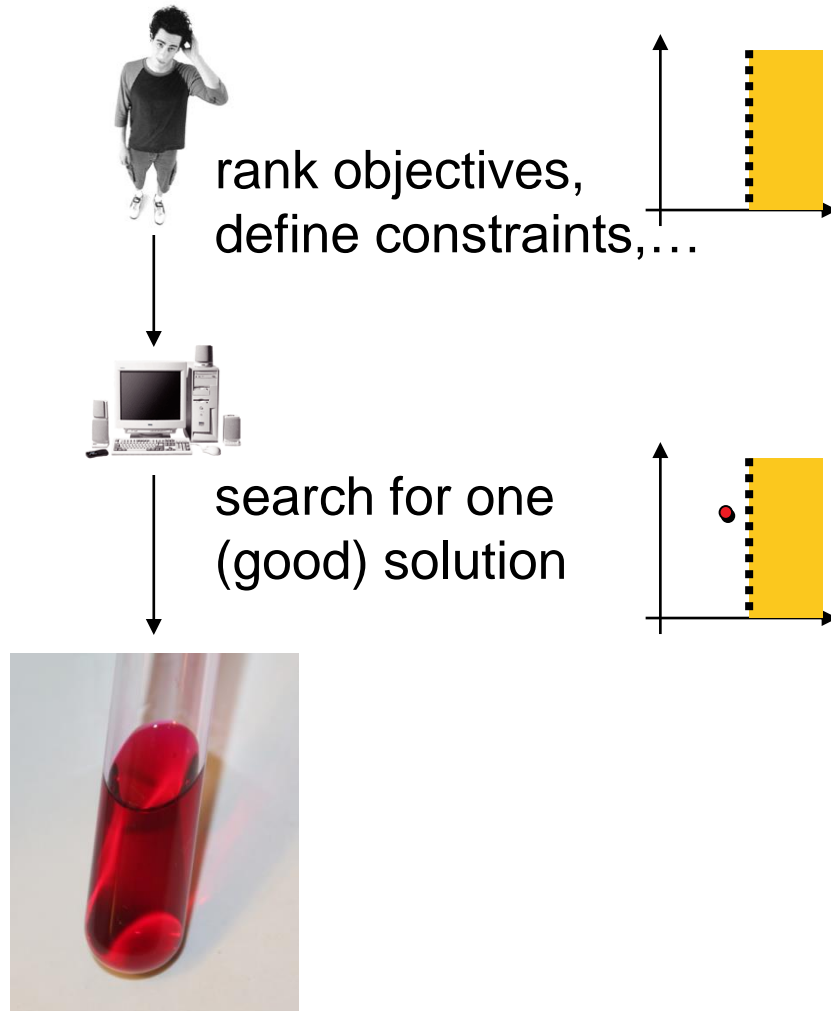 rank objectives,
define constraints,…
search for one
(good) solution